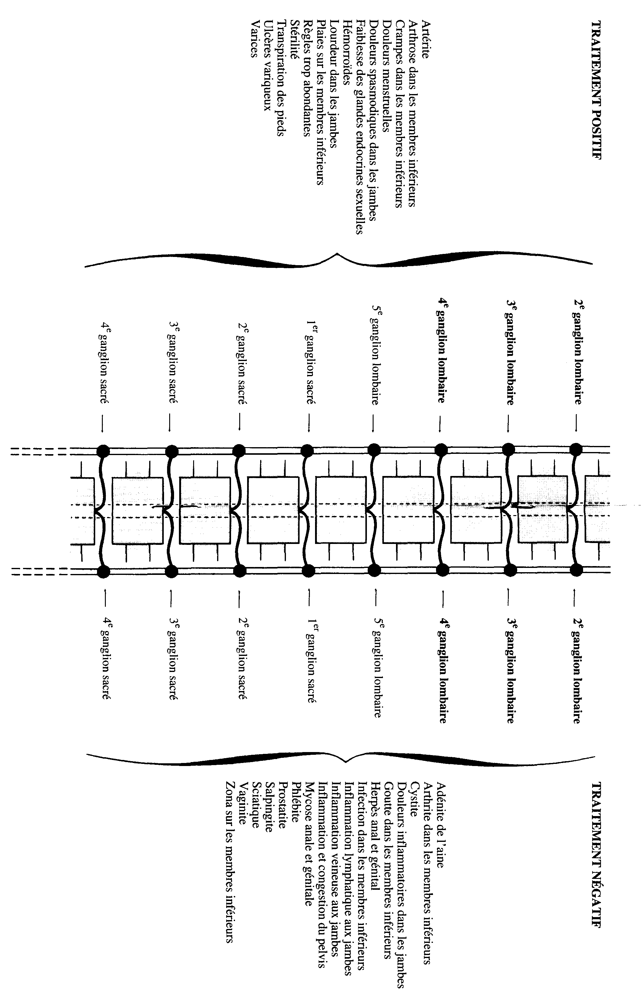 TRAITEMENT POSITIF
Artérite
Arthrose dans les membres inférieurs
Crampes dans les membres inférieurs
Douleurs menstruelles
Douleurs spasmodiques dans les jambes
Faiblesse des glandes endocrines sexuelles
Hémorroïdes
Lourdeur dans les jambes
Plaies sur les membres inférieurs
Règles trop abondantes
Stérilité
Transpiration des pieds
Ulcères variqueux
Varices
2e ganglion lombaire
3e ganglion lombaire
4e ganglion lombaire
5e ganglion lombaire
1er ganglion sacré
2e ganglion sacré
3e ganglion sacré
4e ganglion sacré
2e ganglion lombaire
3e ganglion lombaire
4e ganglion lombaire
5e ganglion lombaire
1er ganglion sacré
2e ganglion sacré
3e ganglion sacré
4e ganglion sacré
TRAITEMENT NÉGATIF
Adénite de l'aine
Arthrite dans les membres inférieurs
Cystite
Douleurs inflammatoires dans les jambes
Goutte dans les membres inférieurs
Herpès anal et génital
Infection dans les membres inférieurs
Inflammation lymphatique aux jambes
Inflammation veineuse aux jambes
Inflammation et congestion du pelvis
Mycose anale et génitale
Phlébite
Prostatite
Salpingite
Sciatique
Vaginite
Zona sur les membres inférieurs